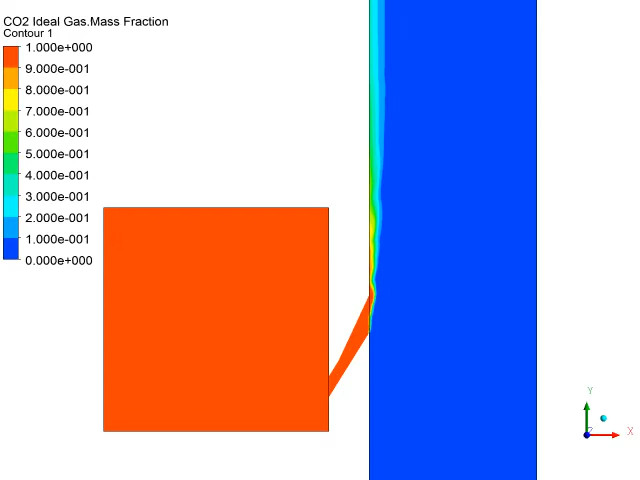 CO2 Ideal Gas.Mass Fraction
Contour 1
1.000e+000
9.000e-001
8.000e-001
7.000e-001
6.000e-001
5.000e-001
4.000e-001
3.000e-001
2.000e-001
1.000e-001
0.000e+000
Y
Z
X